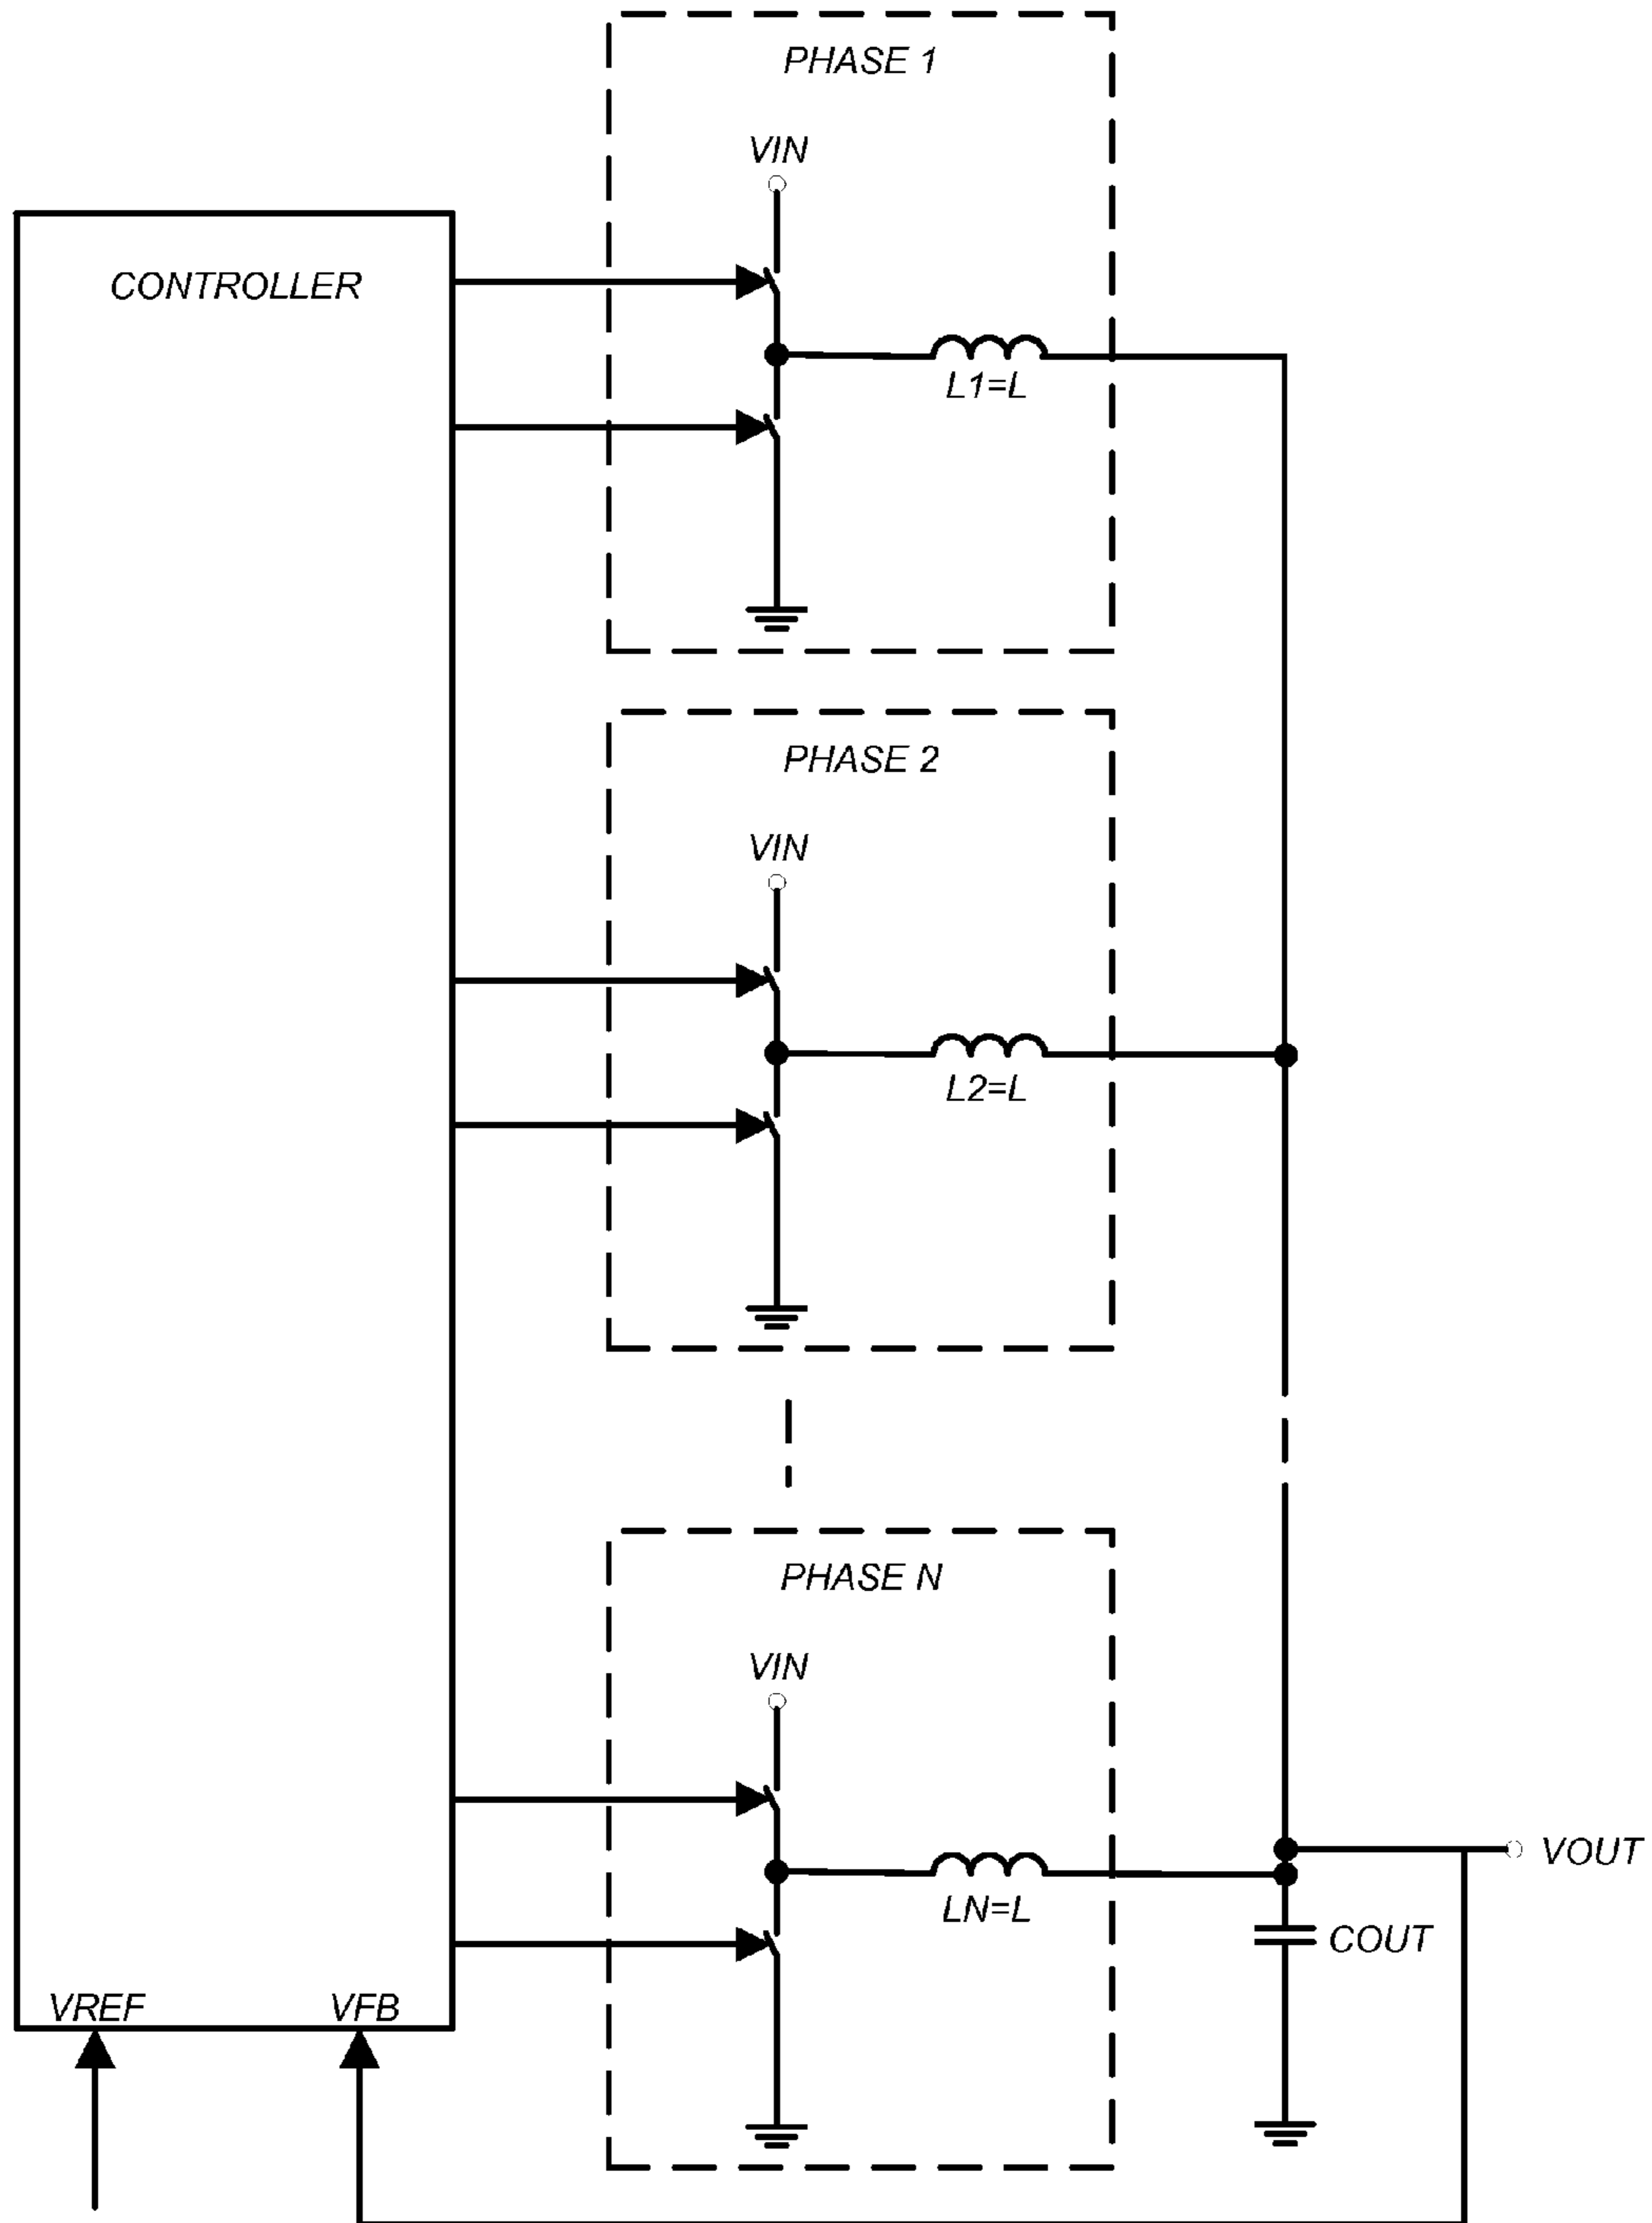 PHASE 1
VIN
CONTROLLER
L1=L
PHASE 2
VIN
L2=L
PHASE N
VIN
VOUT
LN=L
COUT
VREF
VFB